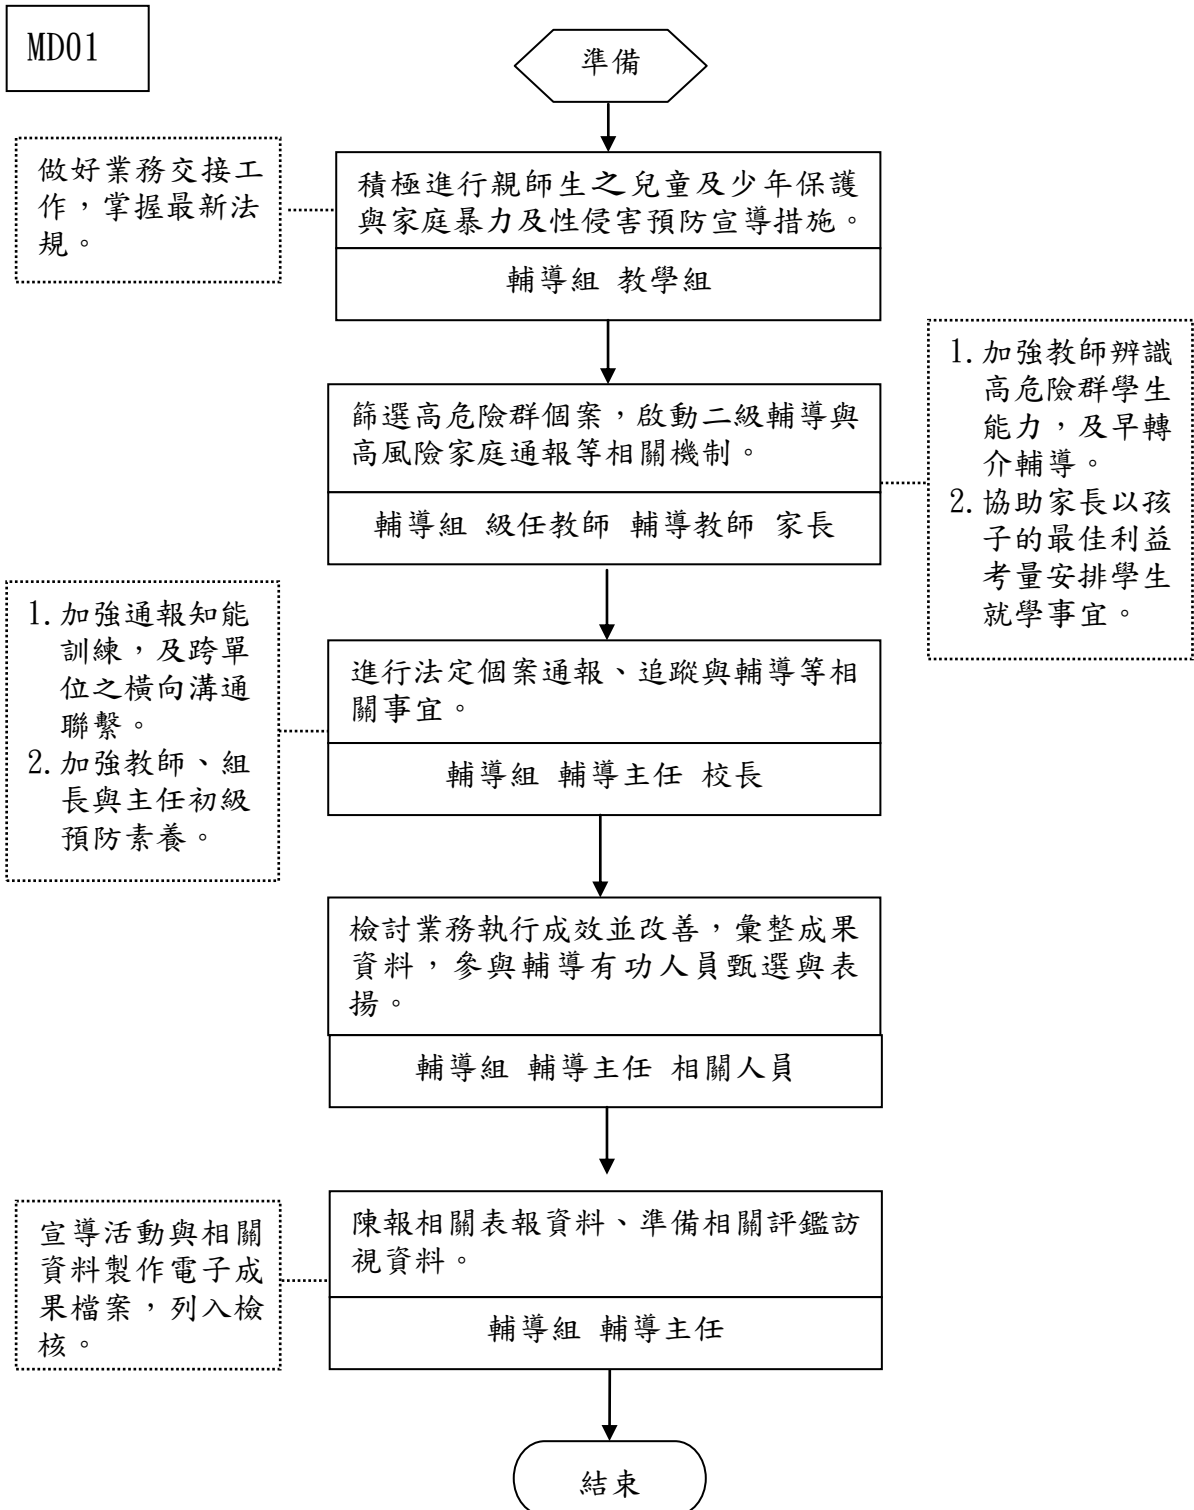 MD01
準備
做好業務交接工
作，掌握最新法
規。
積極進行親師生之兒童及少年保護
與家庭暴力及性侵害預防宣導措施。
輔導組 教學組
篩選高危險群個案，啟動二級輔導與
高風險家庭通報等相關機制。
輔導組 級任教師 輔導教師 家長
1. 加強教師辨識
高危險群學生
能力，及早轉
介輔導。
2. 協助家長以孩
子的最佳利益
考量安排學生
就學事宜。
1. 加強通報知能
訓練，及跨單
位之橫向溝通
聯繫。
2. 加強教師、組
長與主任初級
預防素養。
進行法定個案通報、追蹤與輔導等相
關事宜。
輔導組 輔導主任 校長
檢討業務執行成效並改善，彙整成果
資料，參與輔導有功人員甄選與表
揚。
輔導組 輔導主任 相關人員
宣導活動與相關
資料製作電子成
果檔案，列入檢
核。
陳報相關表報資料、準備相關評鑑訪
視資料。
輔導組 輔導主任
結束